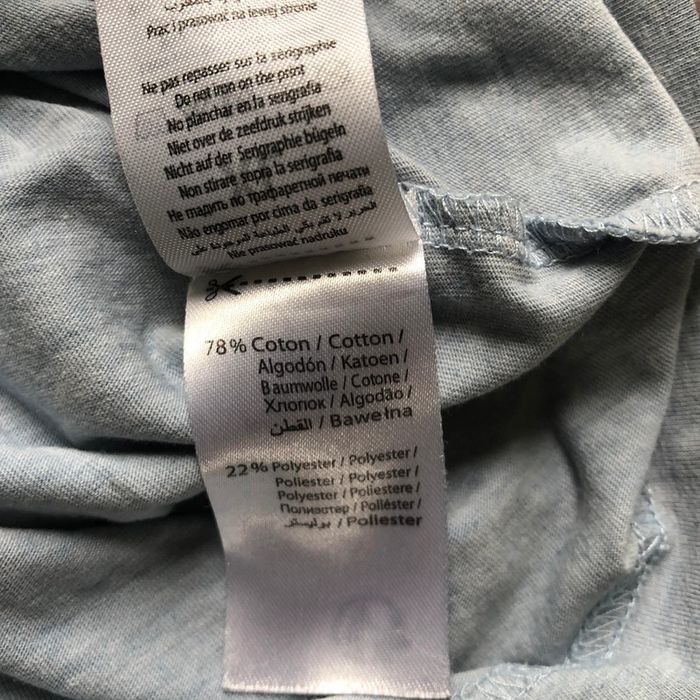 Prać i prasować na lewej stronie
Ne pas repasser sur la sérigraphie
Do not iron on the print
No planchar en la serigrafia
Niet over de zeefdruk strijken
Nicht auf der Serigraphie bügeln
Non stirare sopra la serigrafia
Не гладить по трафаретной печати
Não engomar por cima da serigrafia
Nie prasować nadruku
78% Coton / Cotton /
Algodón / Katoen /
Baumwolle / Cotone /
Хлопок / Algodão /
القطن / Bawełna
22% Polyester / Polyester /
Poliester / Polyester /
Polyester / Poliestere /
Полиэстер / Poliéster /
بوليستر / Poliester